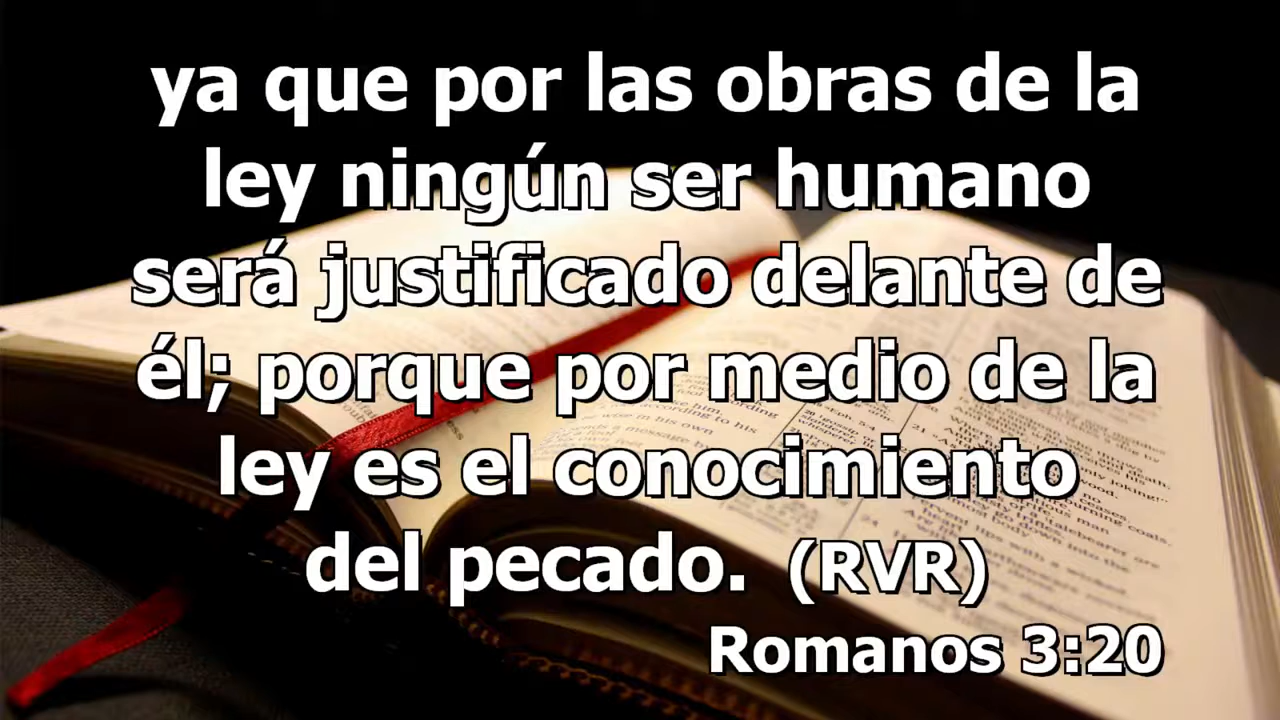 ya que por las obras de la
ley ningún ser humano
será justificado delante de
él; porque por medio de la
ley es el conocimiento
del pecado. (RVR)
Romanos 3:20